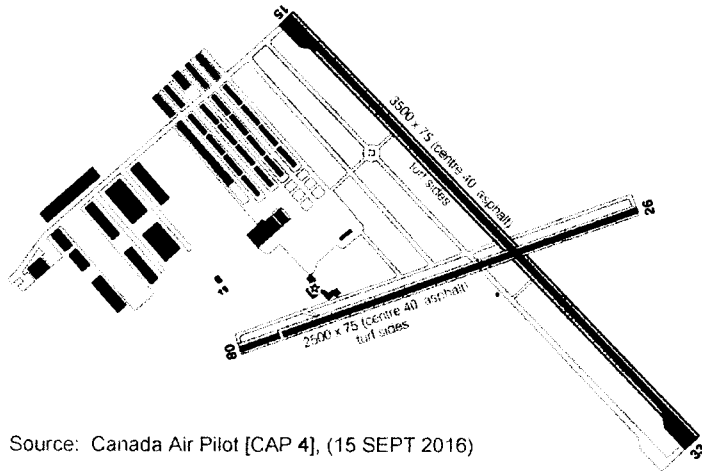 15
3500 x 75 (centre 40 asphalt)
turf sides
26
2500 x 75 (centre 40 asphalt)
turf sides
08
33
Source: Canada Air Pilot [CAP 4], (15 SEPT 2016)